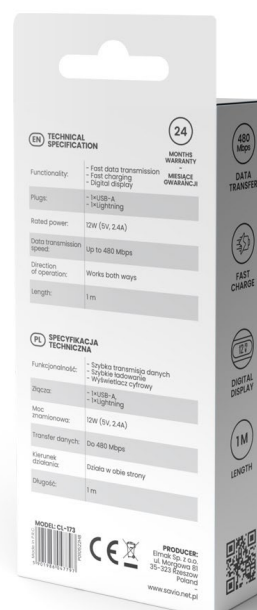 EN TECHNICAL
SPECIFICATION
24
MONTHS
WARRANTY
-
MIESIĄCE
GWARANCJI
Functionality:
- Fast data transmission
- Fast charging
- Digital display
Plugs:
- 1×USB-A
- 1×Lightning
Rated power: 12W (5V, 2.4A)
Data transmission
speed: Up to 480 Mbps
Direction
of operation: Works both ways
Length: 1 m
PL SPECYFIKACJA
TECHNICZNA
Funkcjonalność:
- Szybka transmisja danych
- Szybkie ładowanie
- Wyświetlacz cyfrowy
Złącza:
- 1×USB-A,
- 1×Lightning
Moc
znamionowa: 12W (5V, 2.4A)
Transfer danych: Do 480 Mbps
Kierunek
działania: Działa w obie strony
Długość: 1 m
MODEL: CL-173
CE
PRODUCER:
Elmak Sp. z o.o.
ul. Morgowa 81
35-323 Rzeszow
Poland
www.savio.net.pl
480
Mbps
DATA
TRANSFER
FAST
CHARGE
DIGITAL
DISPLAY
1 M
LENGTH